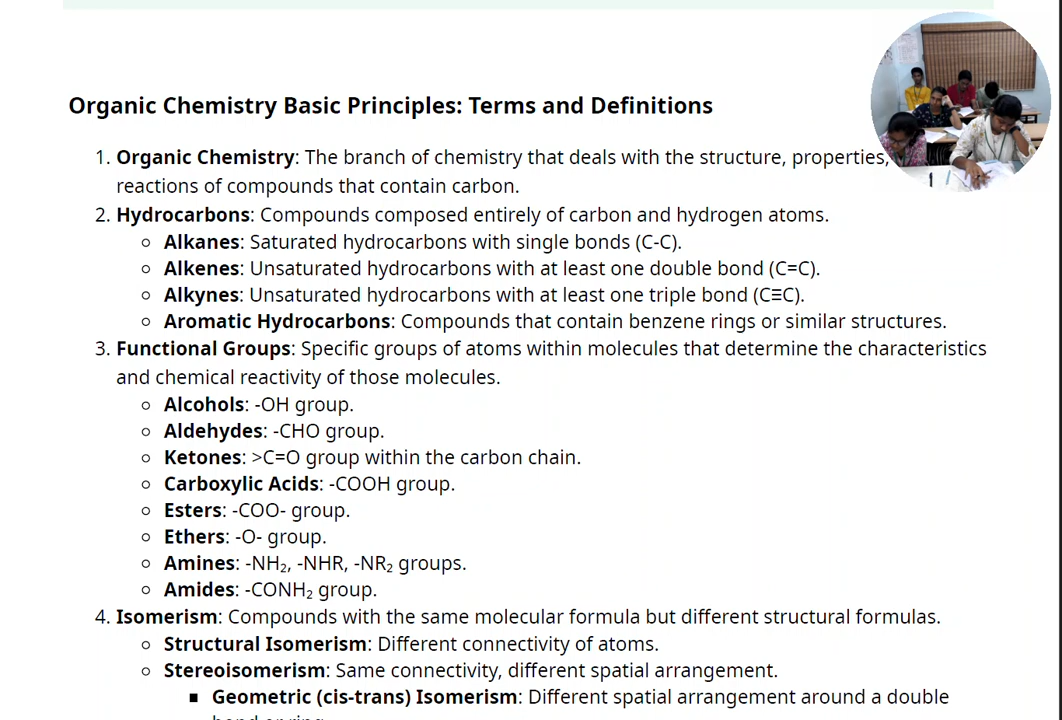 Organic Chemistry Basic Principles: Terms and Definitions
1. Organic Chemistry: The branch of chemistry that deals with the structure, properties,
reactions of compounds that contain carbon.
2. Hydrocarbons: Compounds composed entirely of carbon and hydrogen atoms.
◦ Alkanes: Saturated hydrocarbons with single bonds (C-C).
◦ Alkenes: Unsaturated hydrocarbons with at least one double bond (C=C).
◦ Alkynes: Unsaturated hydrocarbons with at least one triple bond (C≡C).
◦ Aromatic Hydrocarbons: Compounds that contain benzene rings or similar structures.
3. Functional Groups: Specific groups of atoms within molecules that determine the characteristics
and chemical reactivity of those molecules.
◦ Alcohols: -OH group.
◦ Aldehydes: -CHO group.
◦ Ketones: >C=O group within the carbon chain.
◦ Carboxylic Acids: -COOH group.
◦ Esters: -COO- group.
◦ Ethers: -O- group.
◦ Amines: -NH₂, -NHR, -NR₂ groups.
◦ Amides: -CONH₂ group.
4. Isomerism: Compounds with the same molecular formula but different structural formulas.
◦ Structural Isomerism: Different connectivity of atoms.
◦ Stereoisomerism: Same connectivity, different spatial arrangement.
▪ Geometric (cis-trans) Isomerism: Different spatial arrangement around a double